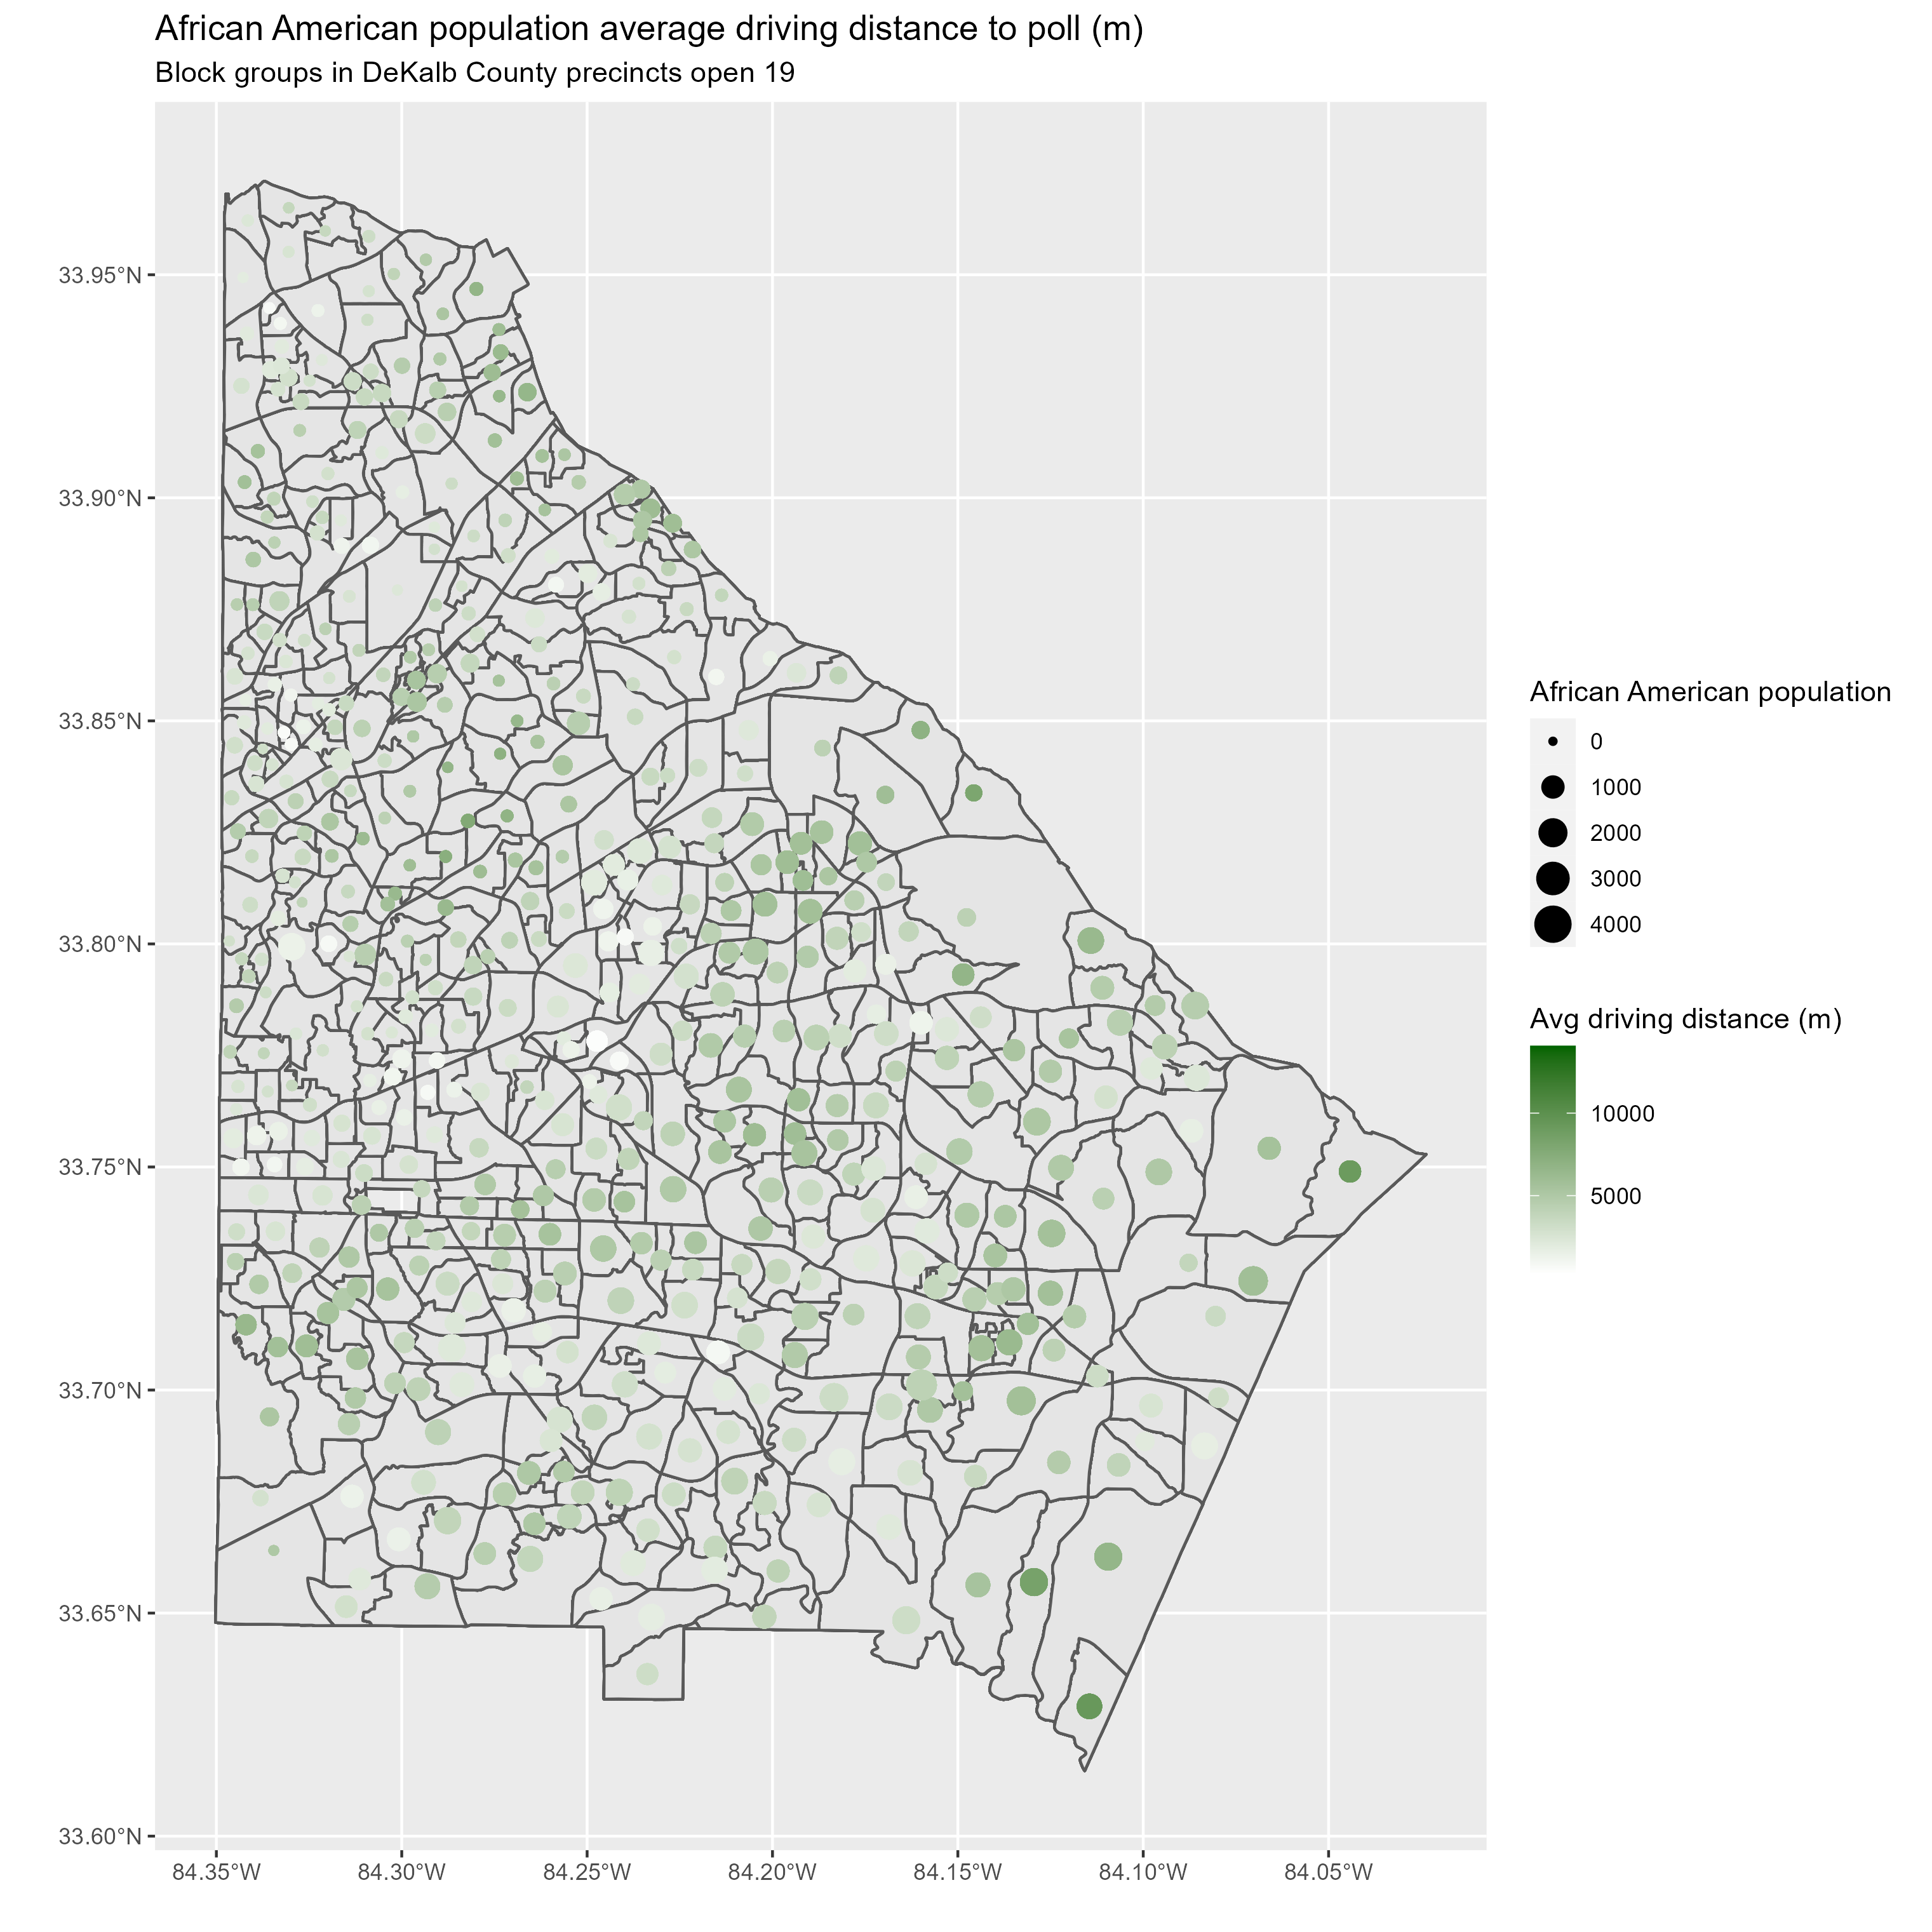 African American population average driving distance to poll (m)
Block groups in DeKalb County precincts open 19
33.95°N
33.90°N
33.85°N
33.80°N
33.75°N
33.70°N
33.65°N
33.60°N
84.35°W
84.30°W
84.25°W
84.20°W
84.15°W
84.10°W
84.05°W
African American population
0
1000
2000
3000
4000
Avg driving distance (m)
10000
5000